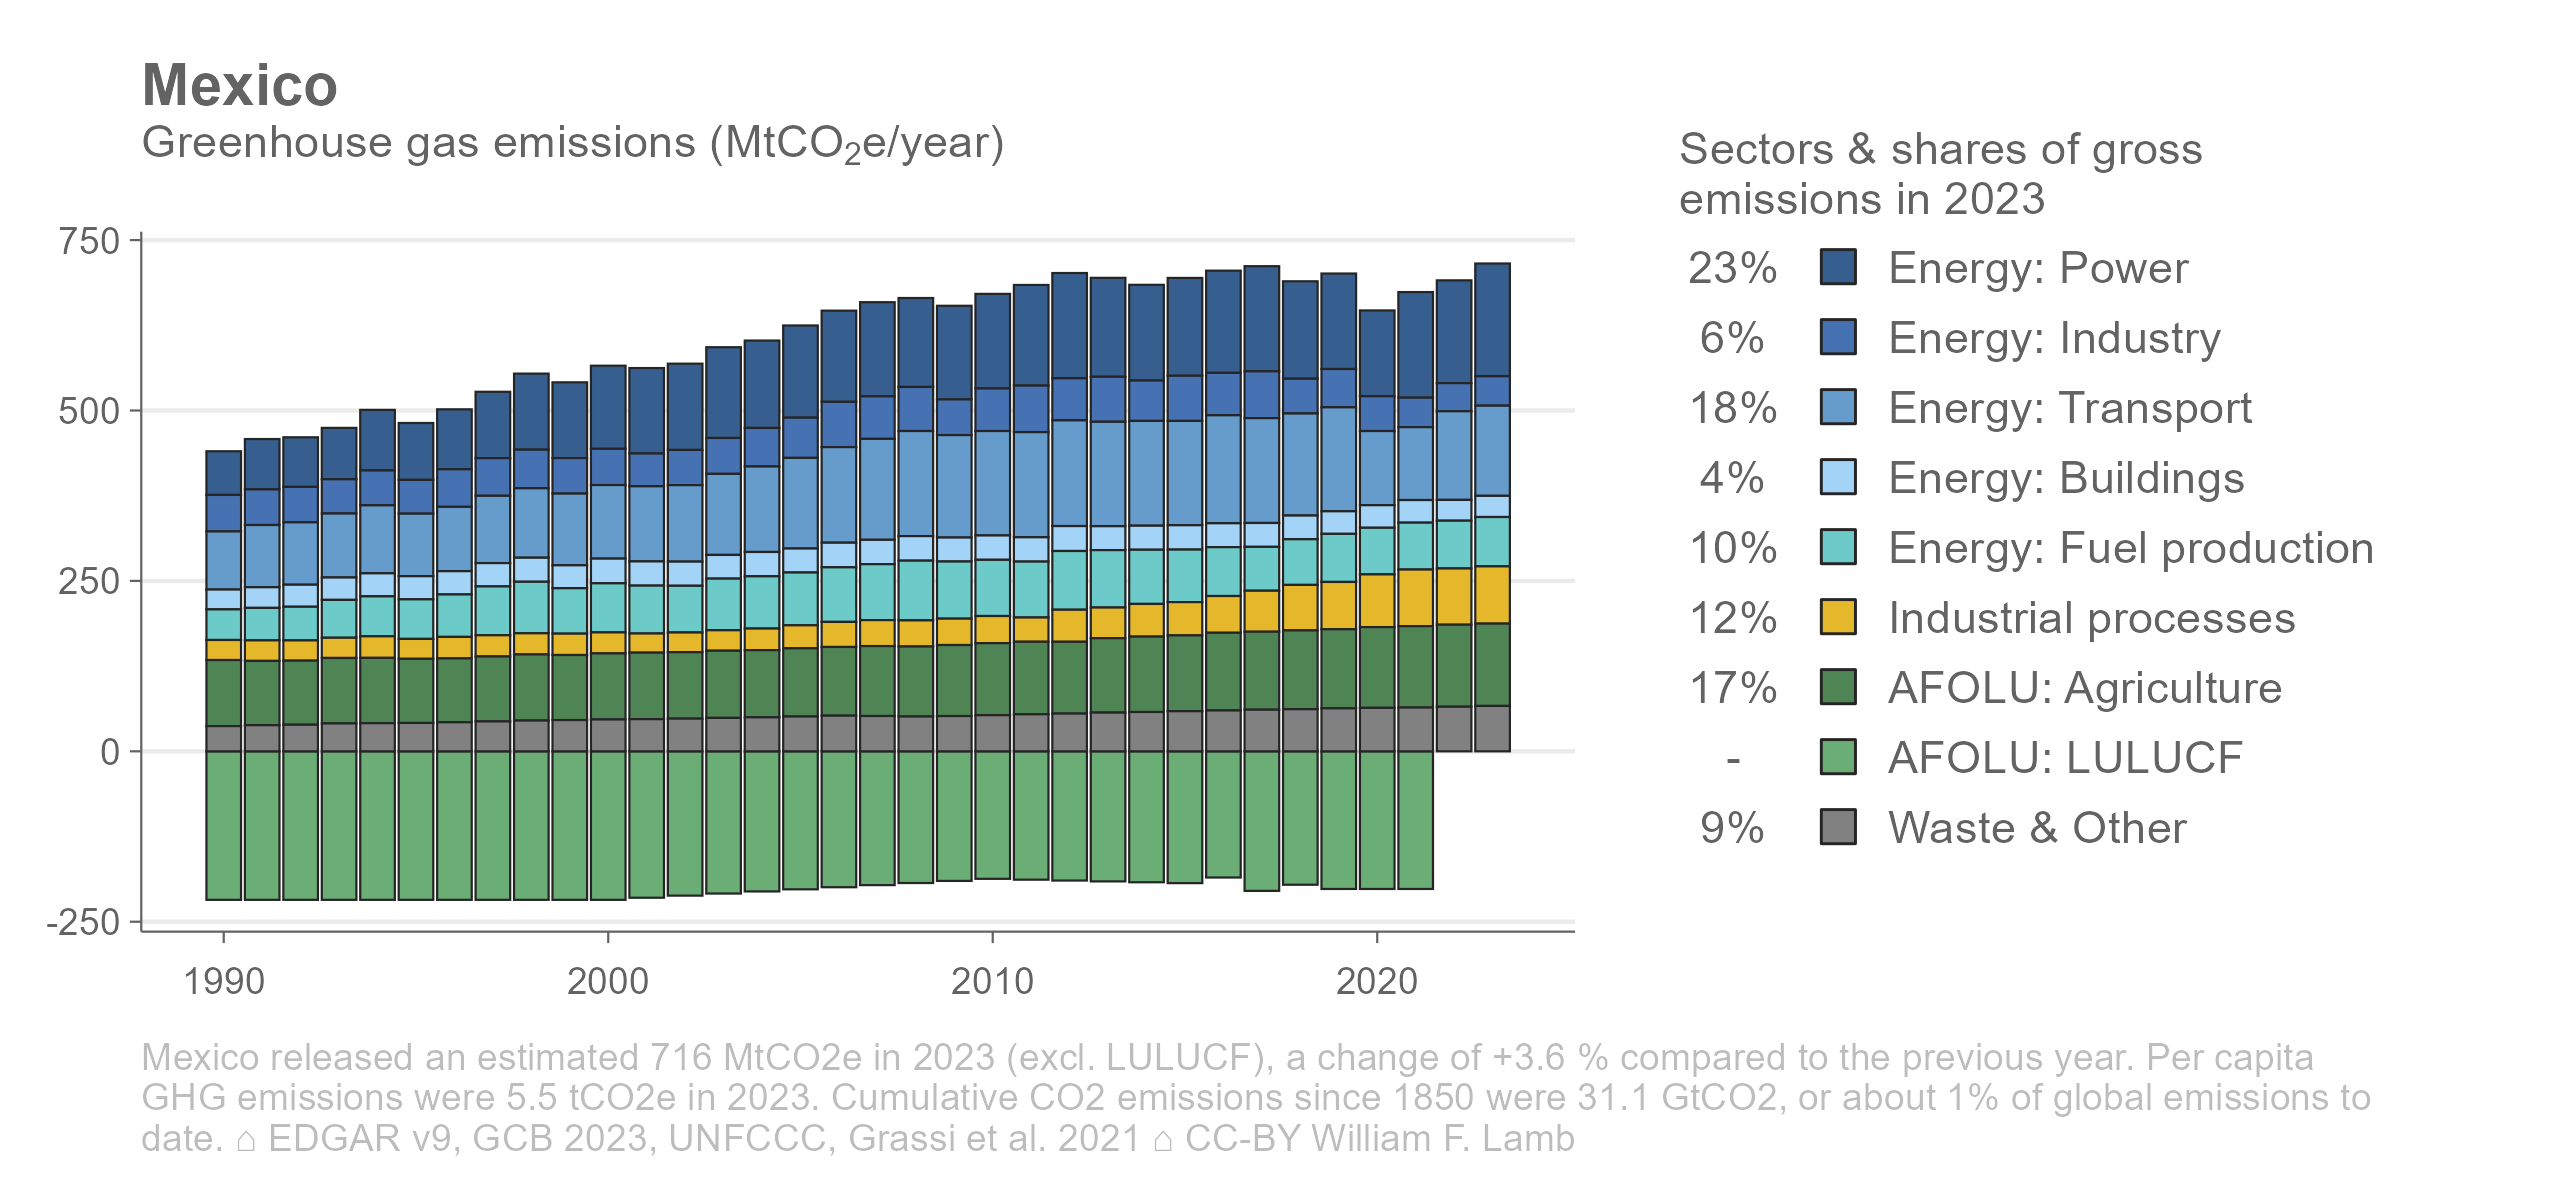 Mexico
Greenhouse gas emissions (MtCO₂e/year)
750
500
250
0
-250
1990
2000
2010
2020
Sectors & shares of gross
emissions in 2023
23% Energy: Power
6% Energy: Industry
18% Energy: Transport
4% Energy: Buildings
10% Energy: Fuel production
12% Industrial processes
17% AFOLU: Agriculture
- AFOLU: LULUCF
9% Waste & Other
Mexico released an estimated 716 MtCO2e in 2023 (excl. LULUCF), a change of +3.6 % compared to the previous year. Per capita
GHG emissions were 5.5 tCO2e in 2023. Cumulative CO2 emissions since 1850 were 31.1 GtCO2, or about 1% of global emissions to
date. ⌂ EDGAR v9, GCB 2023, UNFCCC, Grassi et al. 2021 ⌂ CC-BY William F. Lamb